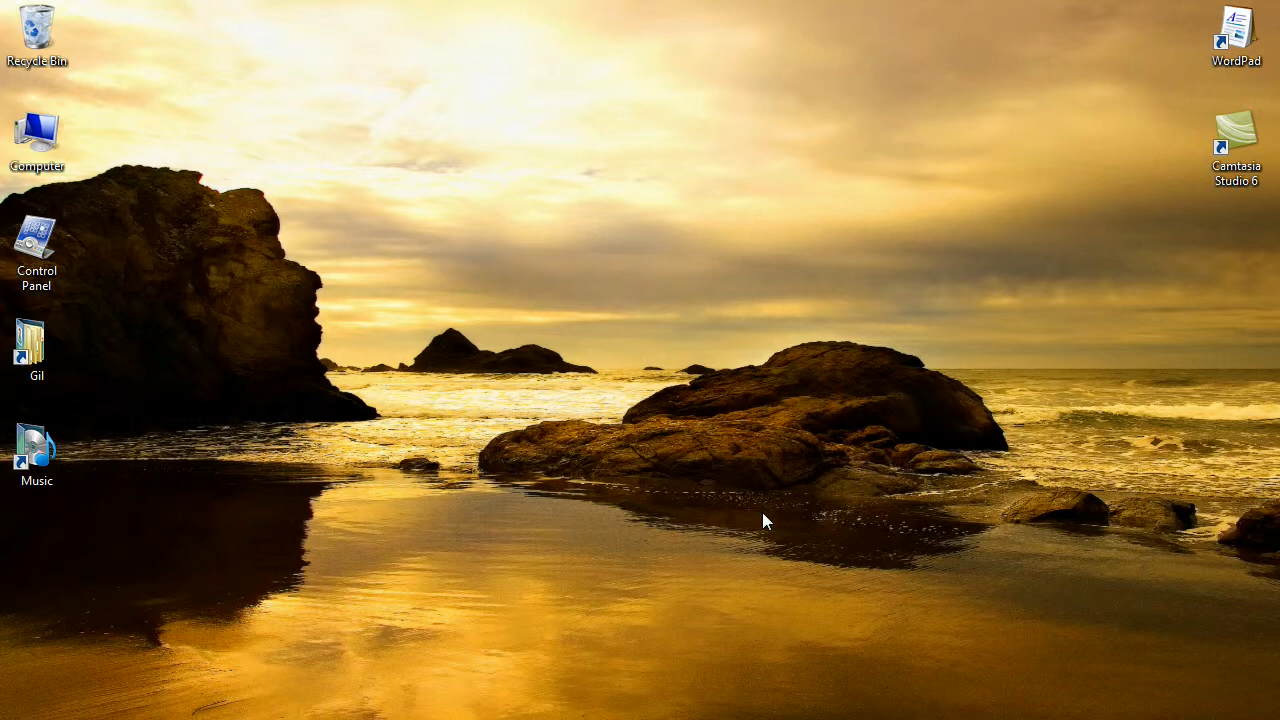 Recycle Bin
Computer
Control
Panel
Gil
Music
WordPad
Camtasia
Studio 6